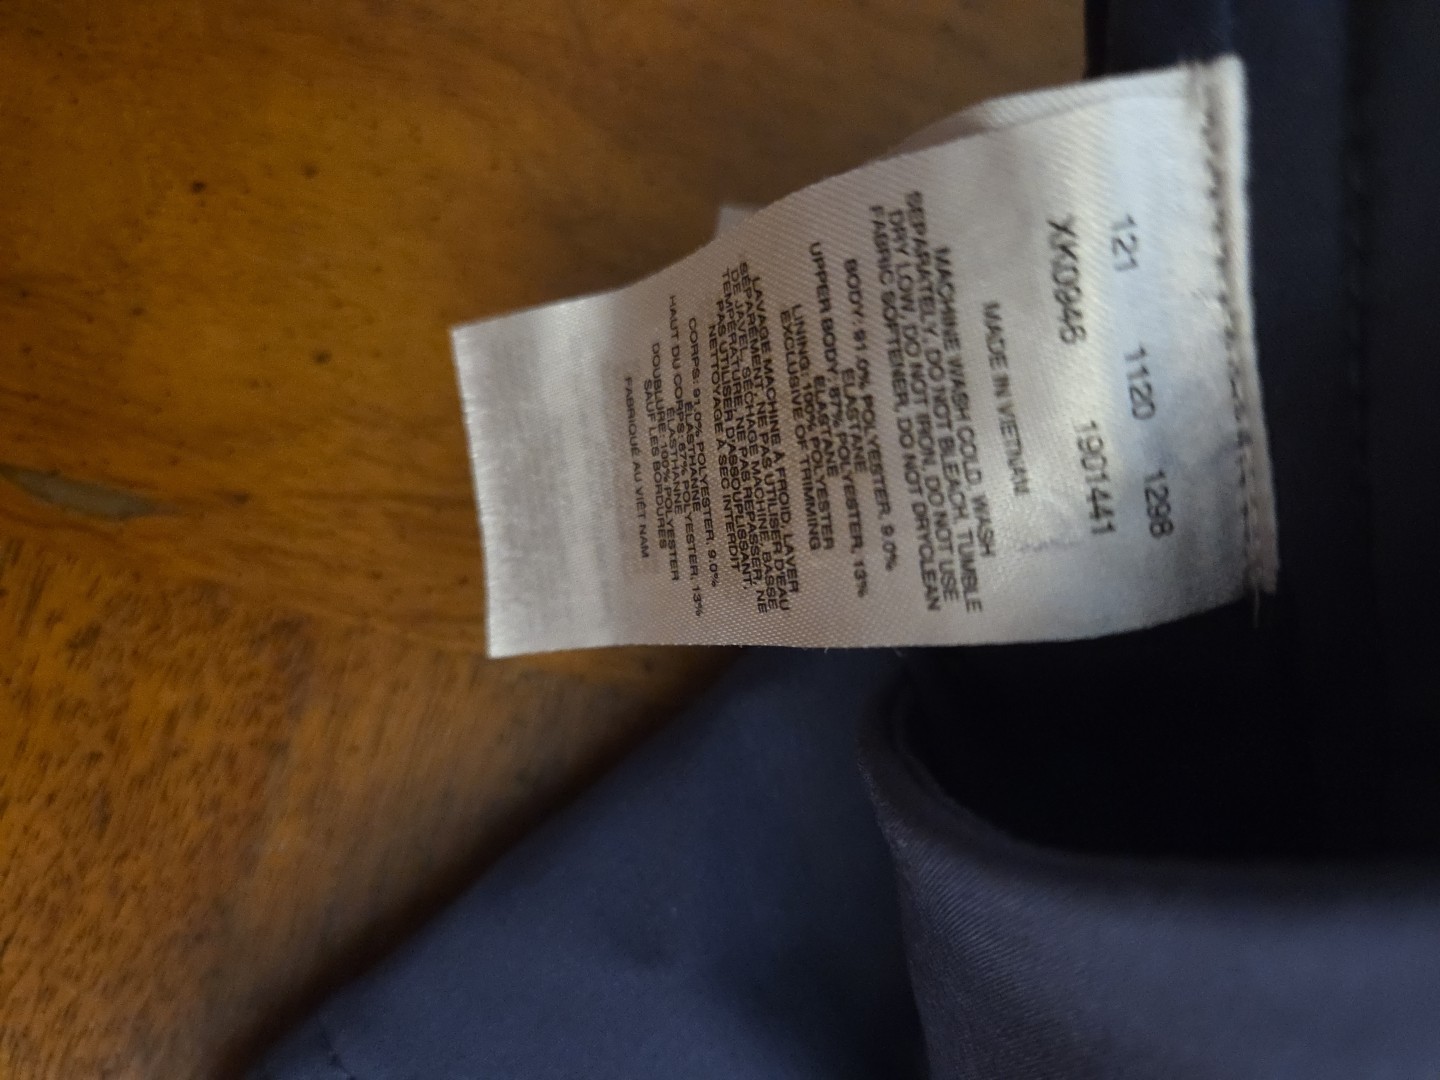 121 1120 1298
XK0946 1901441
MADE IN VIETNAM
MACHINE WASH COLD, WASH
SEPARATELY, DO NOT BLEACH, TUMBLE
DRY LOW, DO NOT IRON, DO NOT USE
FABRIC SOFTENER, DO NOT DRYCLEAN
BODY: 91.0% POLYESTER, 9.0%
ELASTANE
UPPER BODY: 87% POLYESTER, 13%
ELASTANE
LINING: 100% POLYESTER
EXCLUSIVE OF TRIMMING
LAVAGE MACHINE À FROID, LAVER
SÉPARÉMENT, NE PAS UTILISER D'EAU
DE JAVEL, SÉCHAGE MACHINE, BASSE
TEMPÉRATURE, NE PAS REPASSER, NE
PAS UTILISER D'ASSOUPLISSANT,
NETTOYAGE À SEC INTERDIT
CORPS: 91.0% POLYESTER, 9.0%
ÉLASTHANNE
HAUT DU CORPS: 87% POLYESTER, 13%
ÉLASTHANNE
DOUBLURE: 100% POLYESTER
SAUF LES BORDURES
FABRIQUÉ AU VIÊT NAM